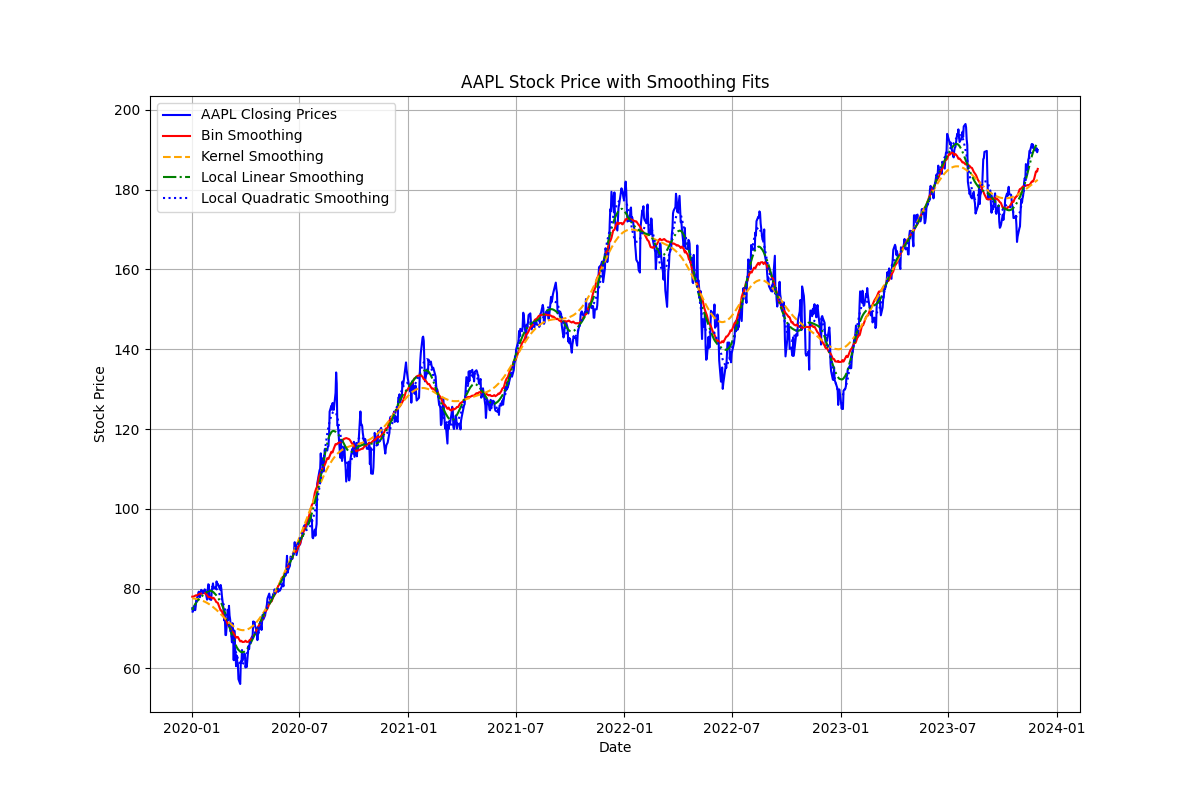 AAPL Stock Price with Smoothing Fits
AAPL Closing Prices
Bin Smoothing
Kernel Smoothing
Local Linear Smoothing
Local Quadratic Smoothing
Stock Price
200
180
160
140
120
100
80
60
2020-01 2020-07 2021-01 2021-07 2022-01 2022-07 2023-01 2023-07 2024-01
Date